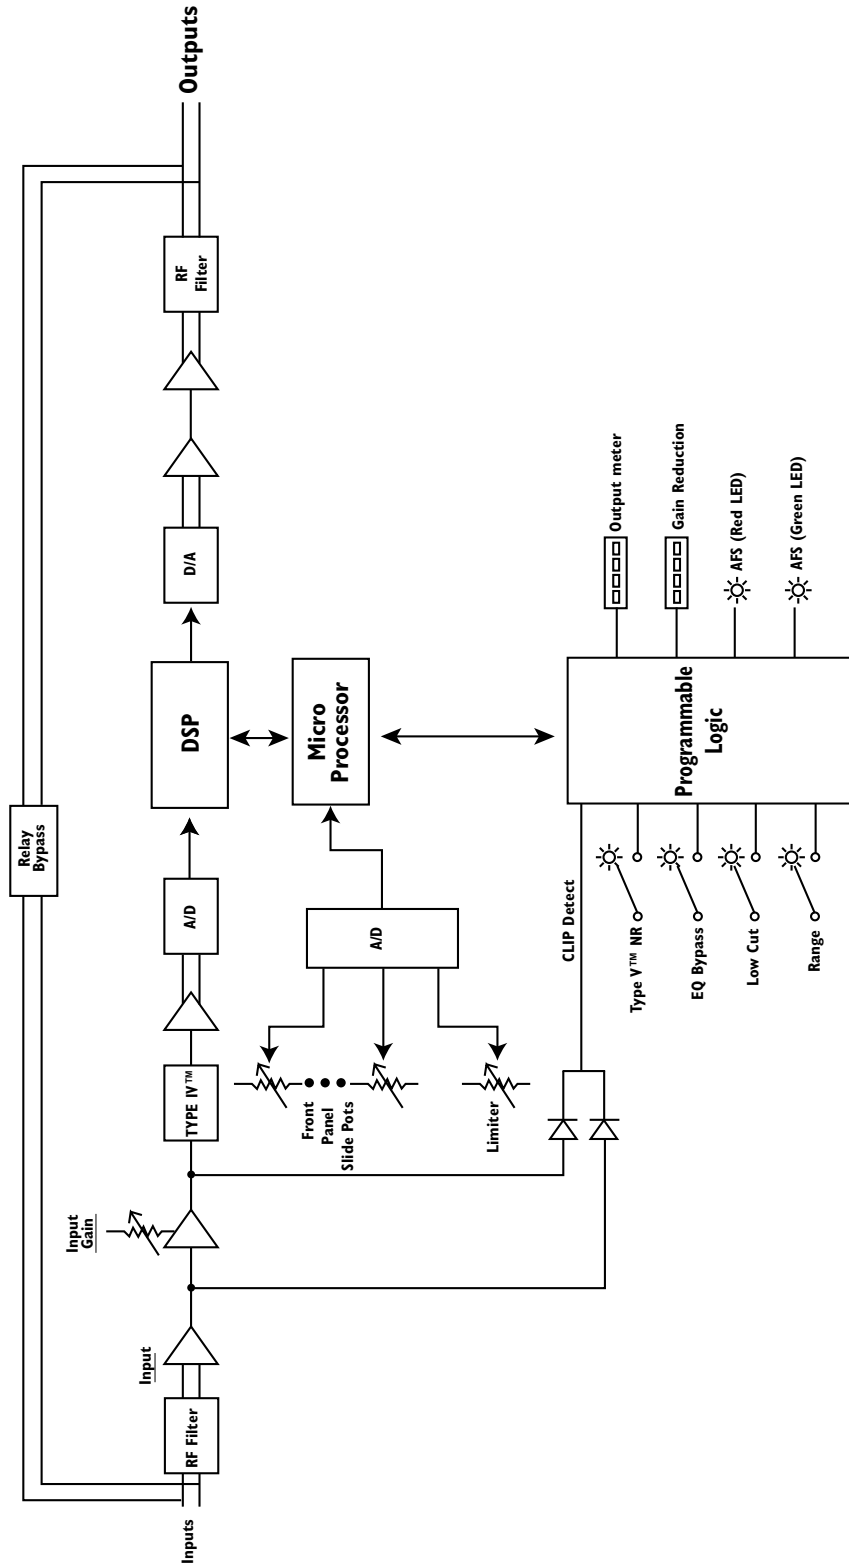 Relay
Bypass
Input
Gain
Input
Inputs
RF Filter
TYPE IV™
A/D
DSP
D/A
RF
Filter
Outputs
Front
Panel
Slide Pots
Limiter
A/D
Micro
Processor
CLIP Detect
Type V™ NR
EQ Bypass
Low Cut
Range
Programmable
Logic
Output meter
Gain Reduction
AFS (Red LED)
AFS (Green LED)